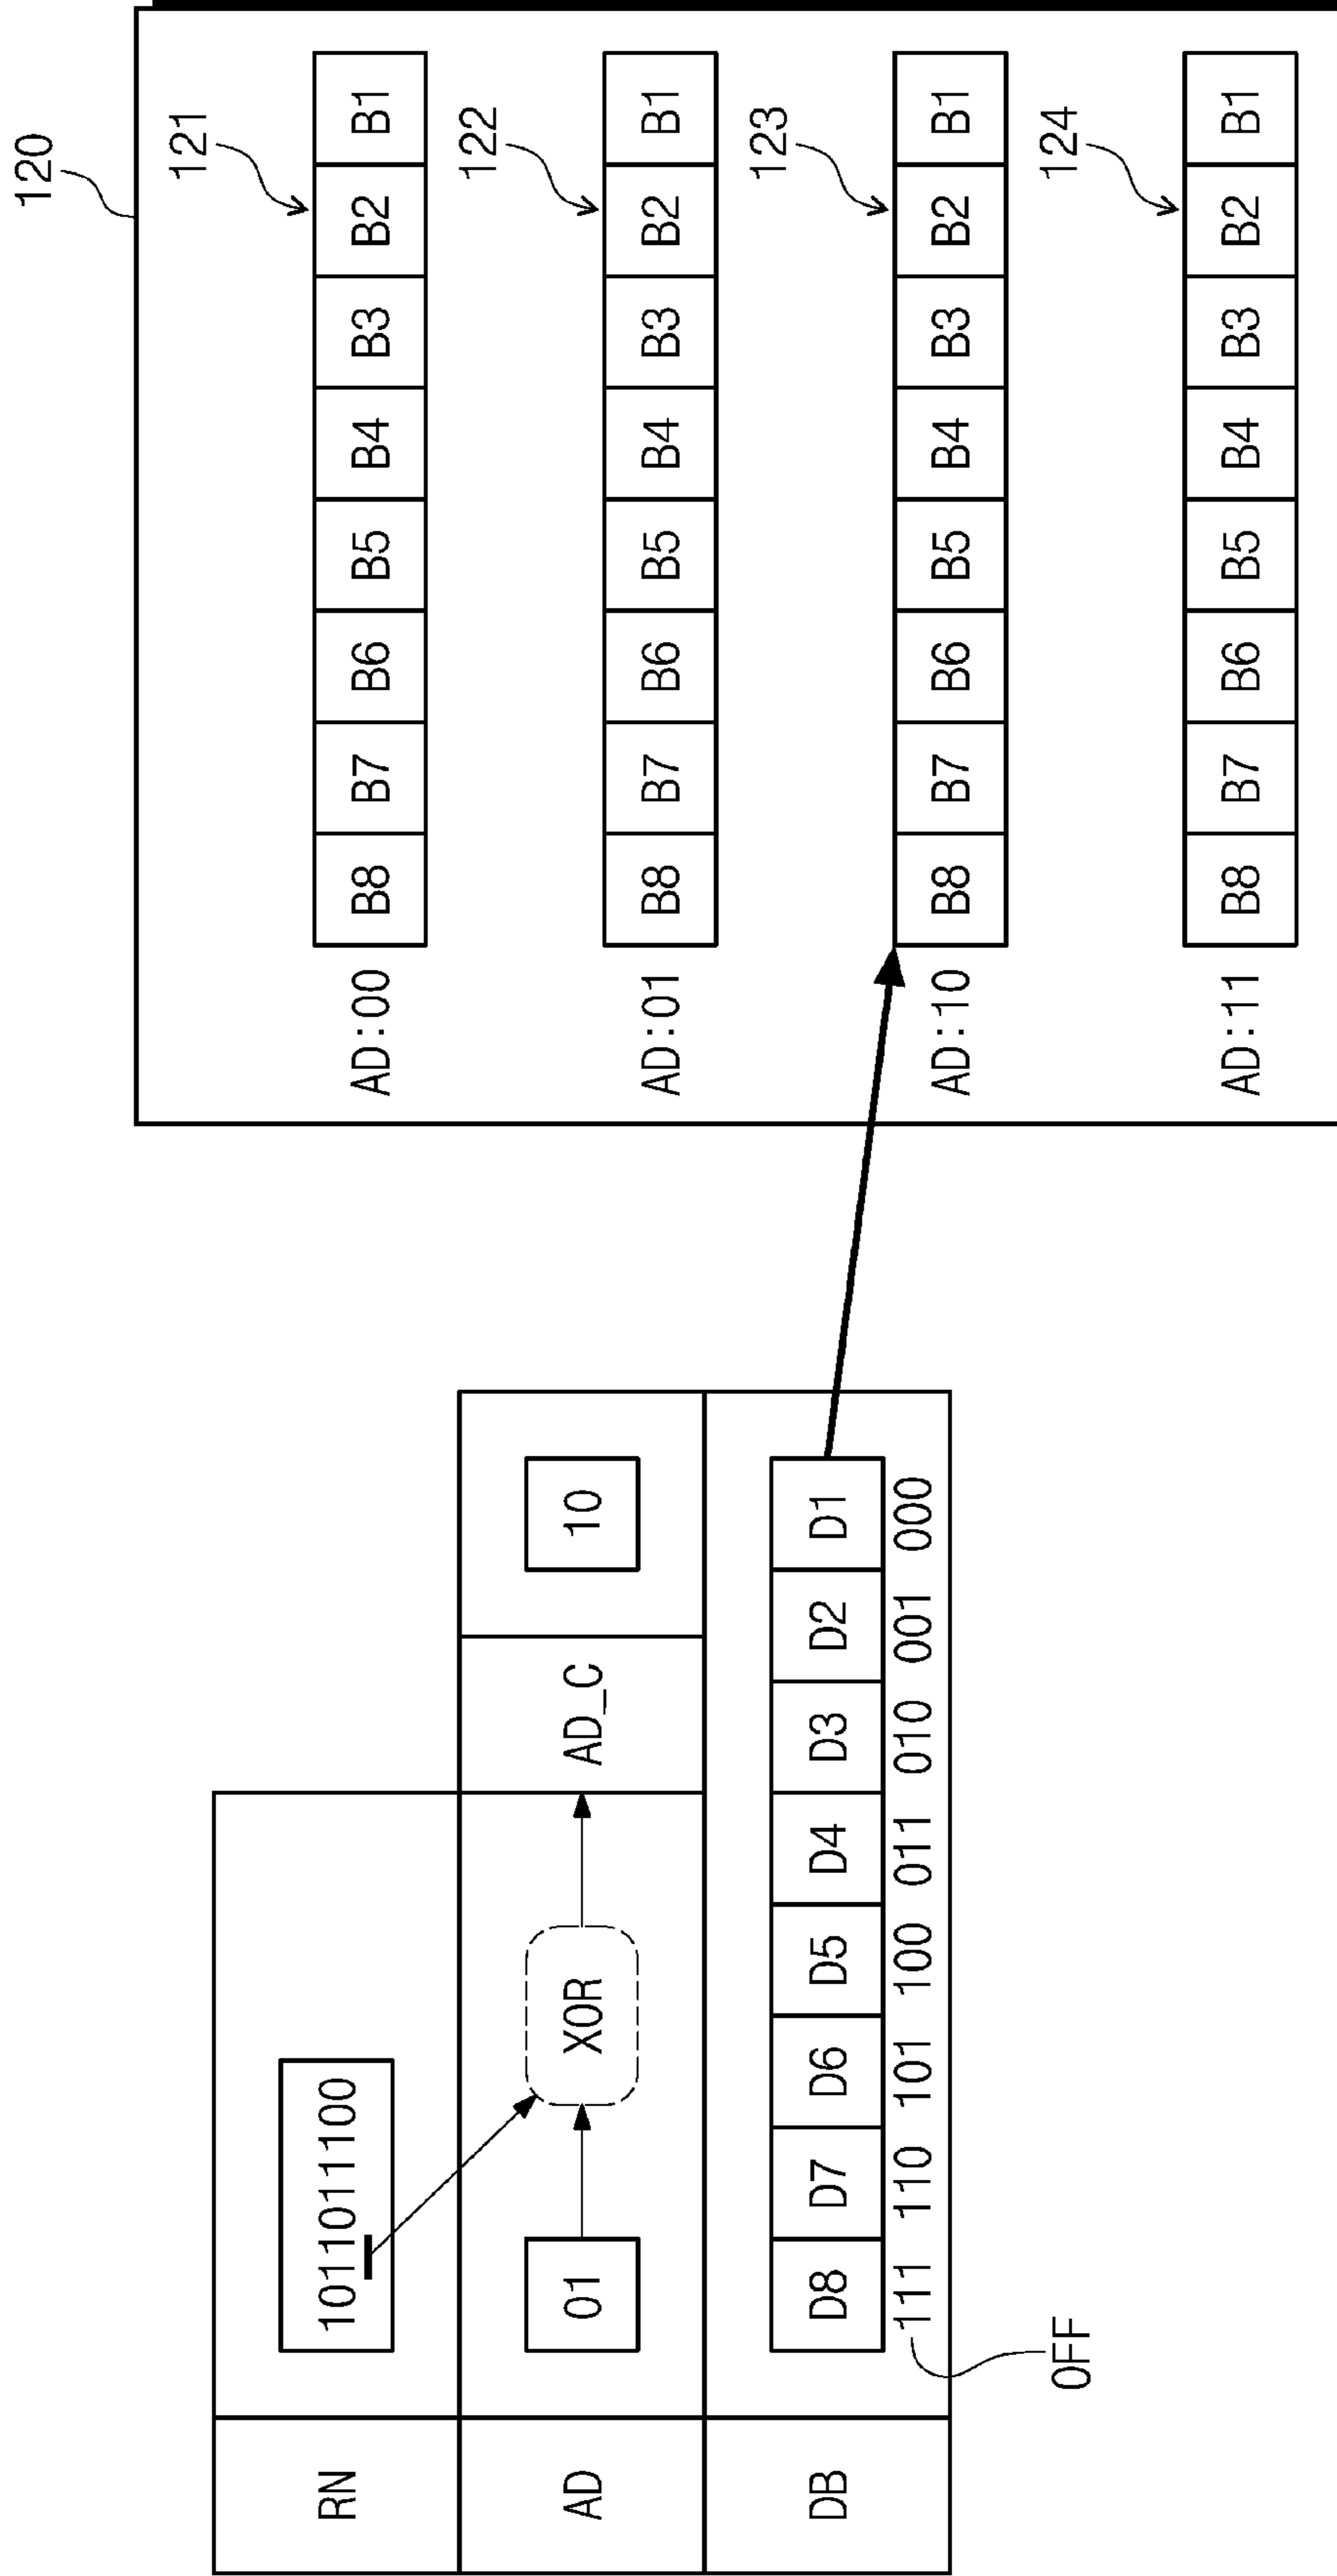 RN
1011011100
AD
01
XOR
AD_C
10
DB
D8 D7 D6 D5 D4 D3 D2 D1
111 110 101 100 011 010 001 000
OFF
120
121
AD:00 B8 B7 B6 B5 B4 B3 B2 B1
122
AD:01 B8 B7 B6 B5 B4 B3 B2 B1
123
AD:10 B8 B7 B6 B5 B4 B3 B2 B1
124
AD:11 B8 B7 B6 B5 B4 B3 B2 B1